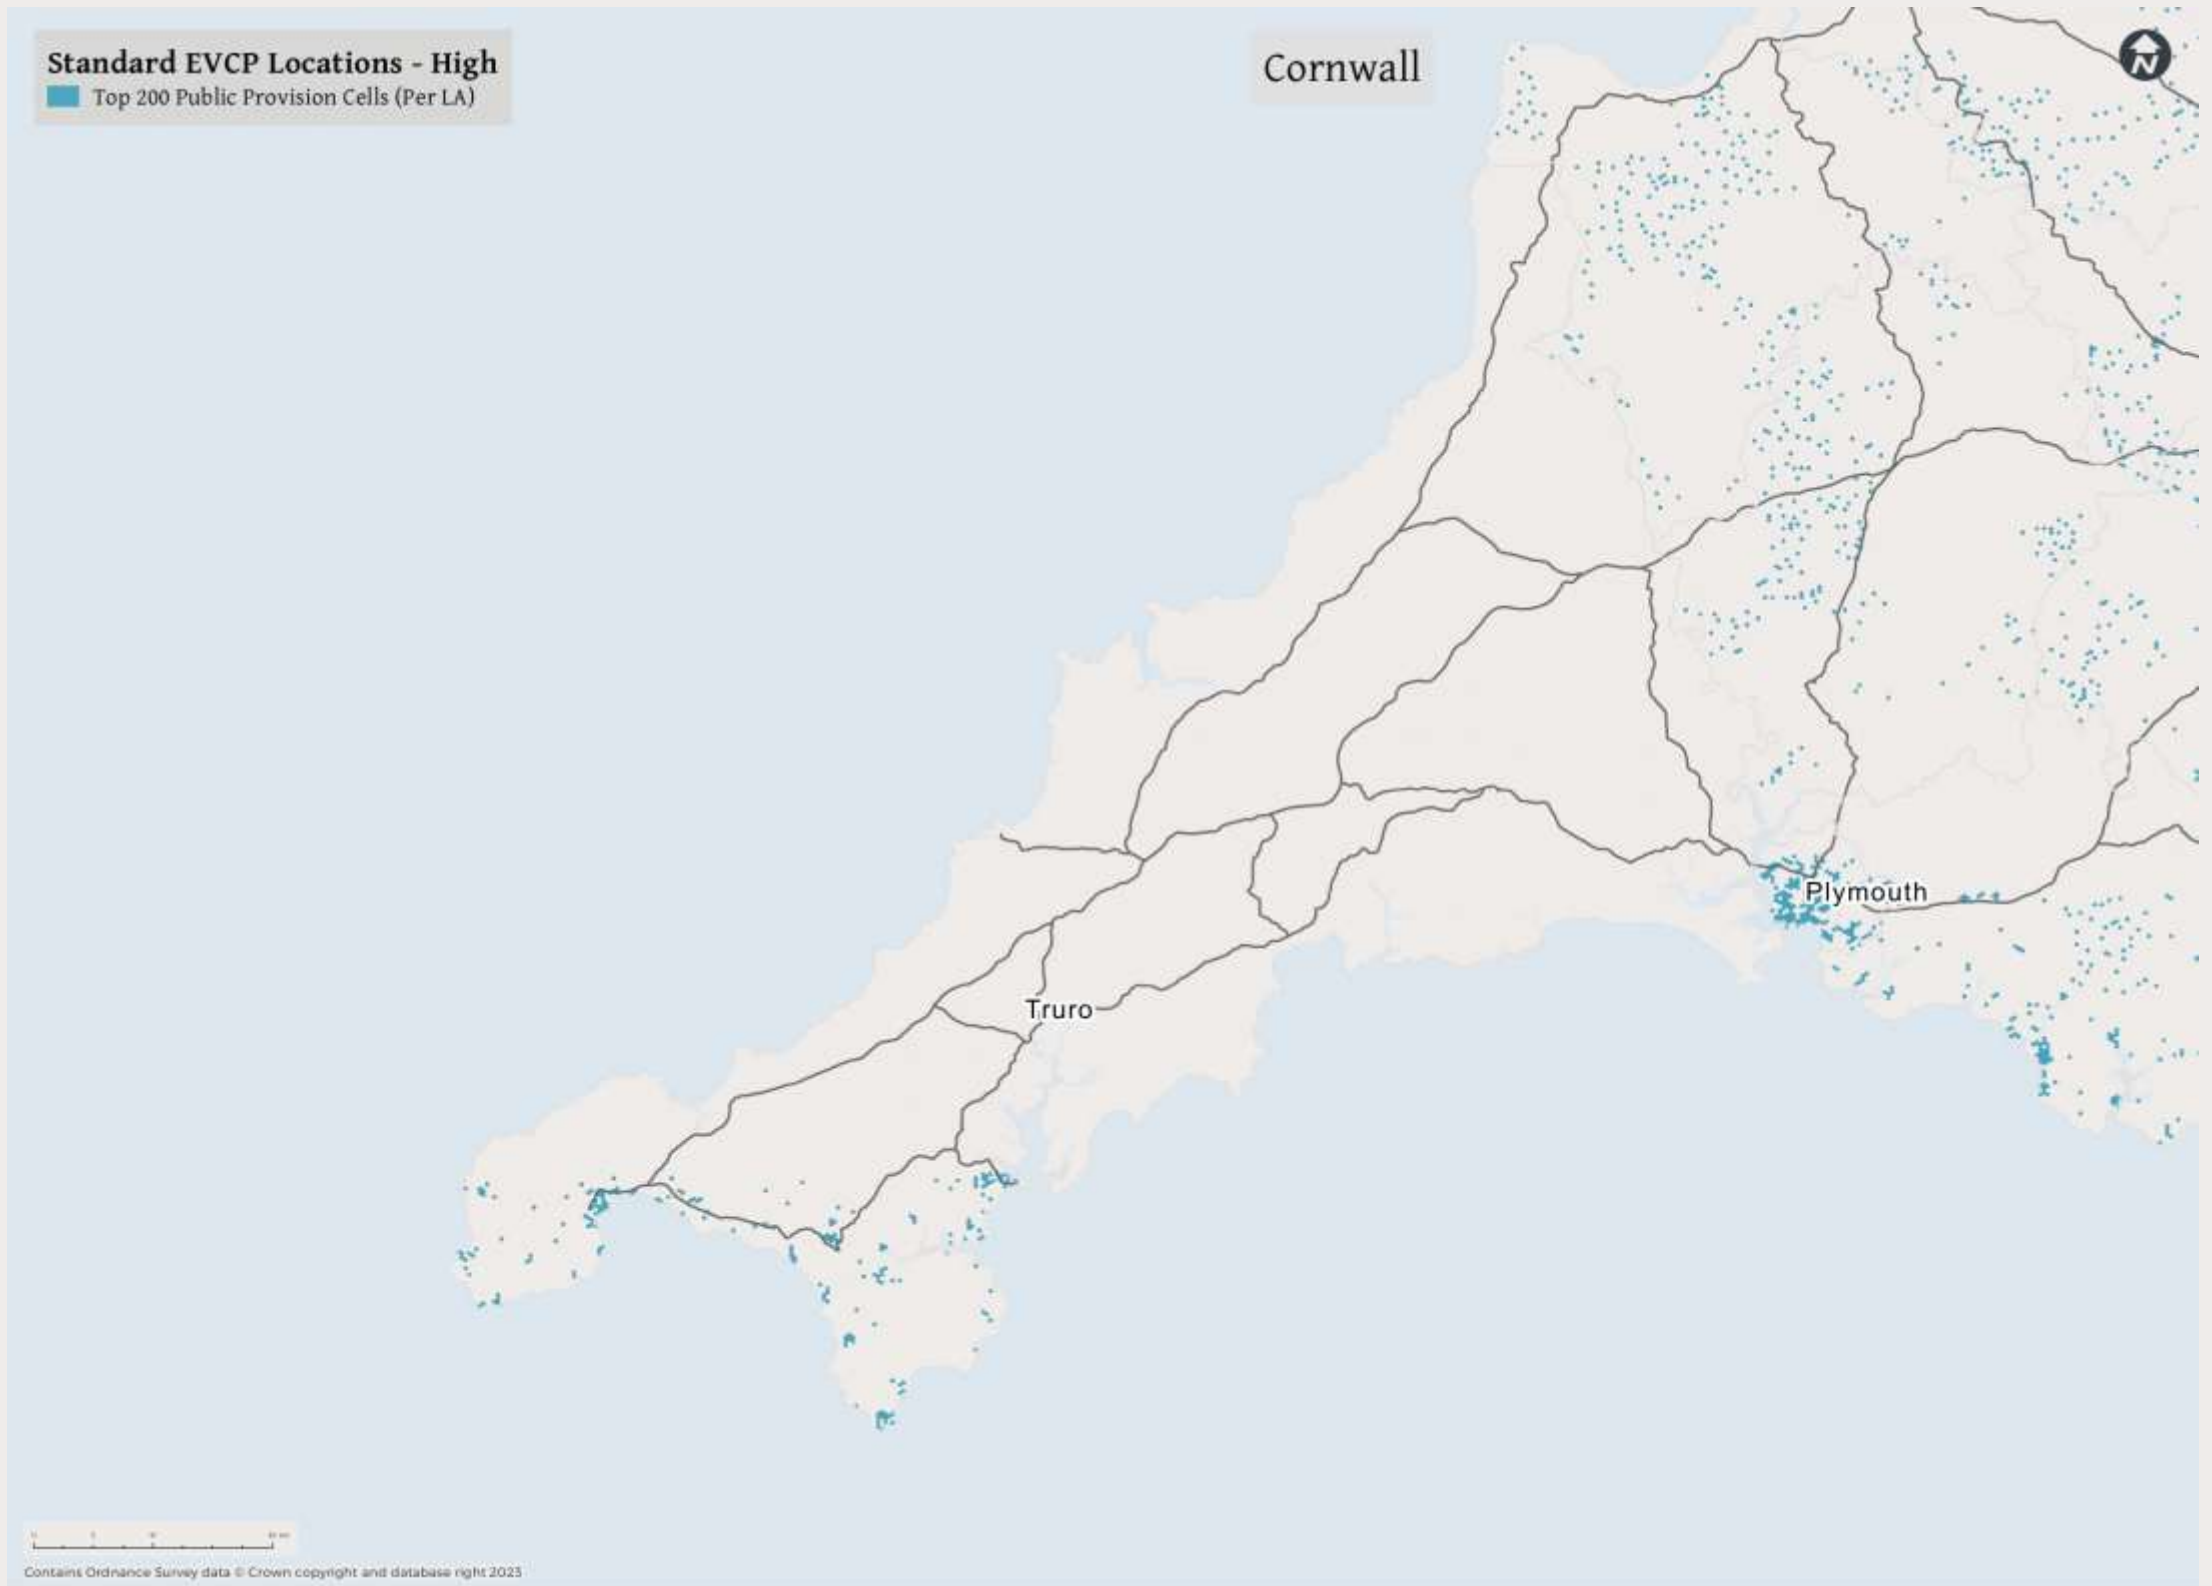 Standard EVCP Locations - High
Top 200 Public Provision Cells (Per LA)
Cornwall
N
Plymouth
Truro
Contains Ordnance Survey data © Crown copyright and database right 2023